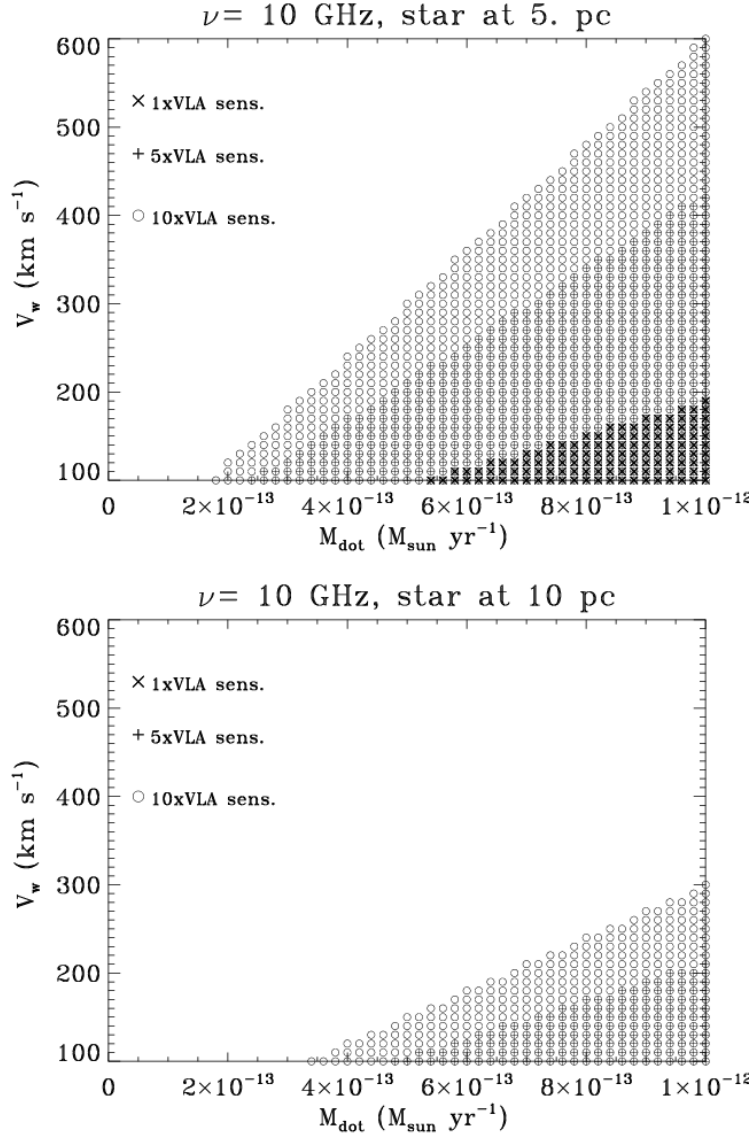 ν= 10 GHz, star at 5. pc
600
500
400
300
200
100
V_w (km s⁻¹)
× 1xVLA sens.
+ 5xVLA sens.
○ 10xVLA sens.
0 2×10⁻¹³ 4×10⁻¹³ 6×10⁻¹³ 8×10⁻¹³ 1×10⁻¹²
M_dot (M_sun yr⁻¹)
ν= 10 GHz, star at 10 pc
600
500
400
300
200
100
V_w (km s⁻¹)
× 1xVLA sens.
+ 5xVLA sens.
○ 10xVLA sens.
0 2×10⁻¹³ 4×10⁻¹³ 6×10⁻¹³ 8×10⁻¹³ 1×10⁻¹²
M_dot (M_sun yr⁻¹)